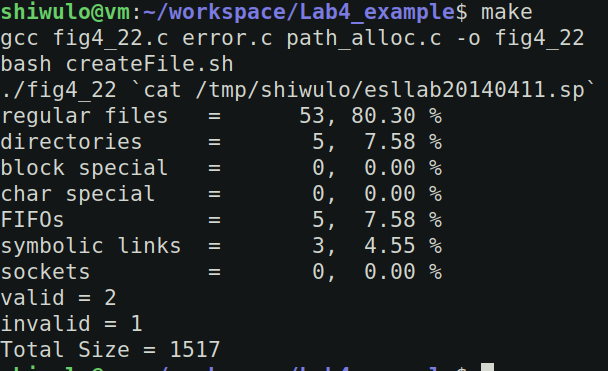 shiwulo@vm:~/workspace/Lab4_example$ make
gcc fig4_22.c error.c path_alloc.c -o fig4_22
bash createFile.sh
./fig4_22 `cat /tmp/shiwulo/esllab20140411.sp`
regular files   =      53, 80.30 %
directories     =       5,  7.58 %
block special   =       0,  0.00 %
char special    =       0,  0.00 %
FIFOs           =       5,  7.58 %
symbolic links  =       3,  4.55 %
sockets         =       0,  0.00 %
valid = 2
invalid = 1
Total Size = 1517